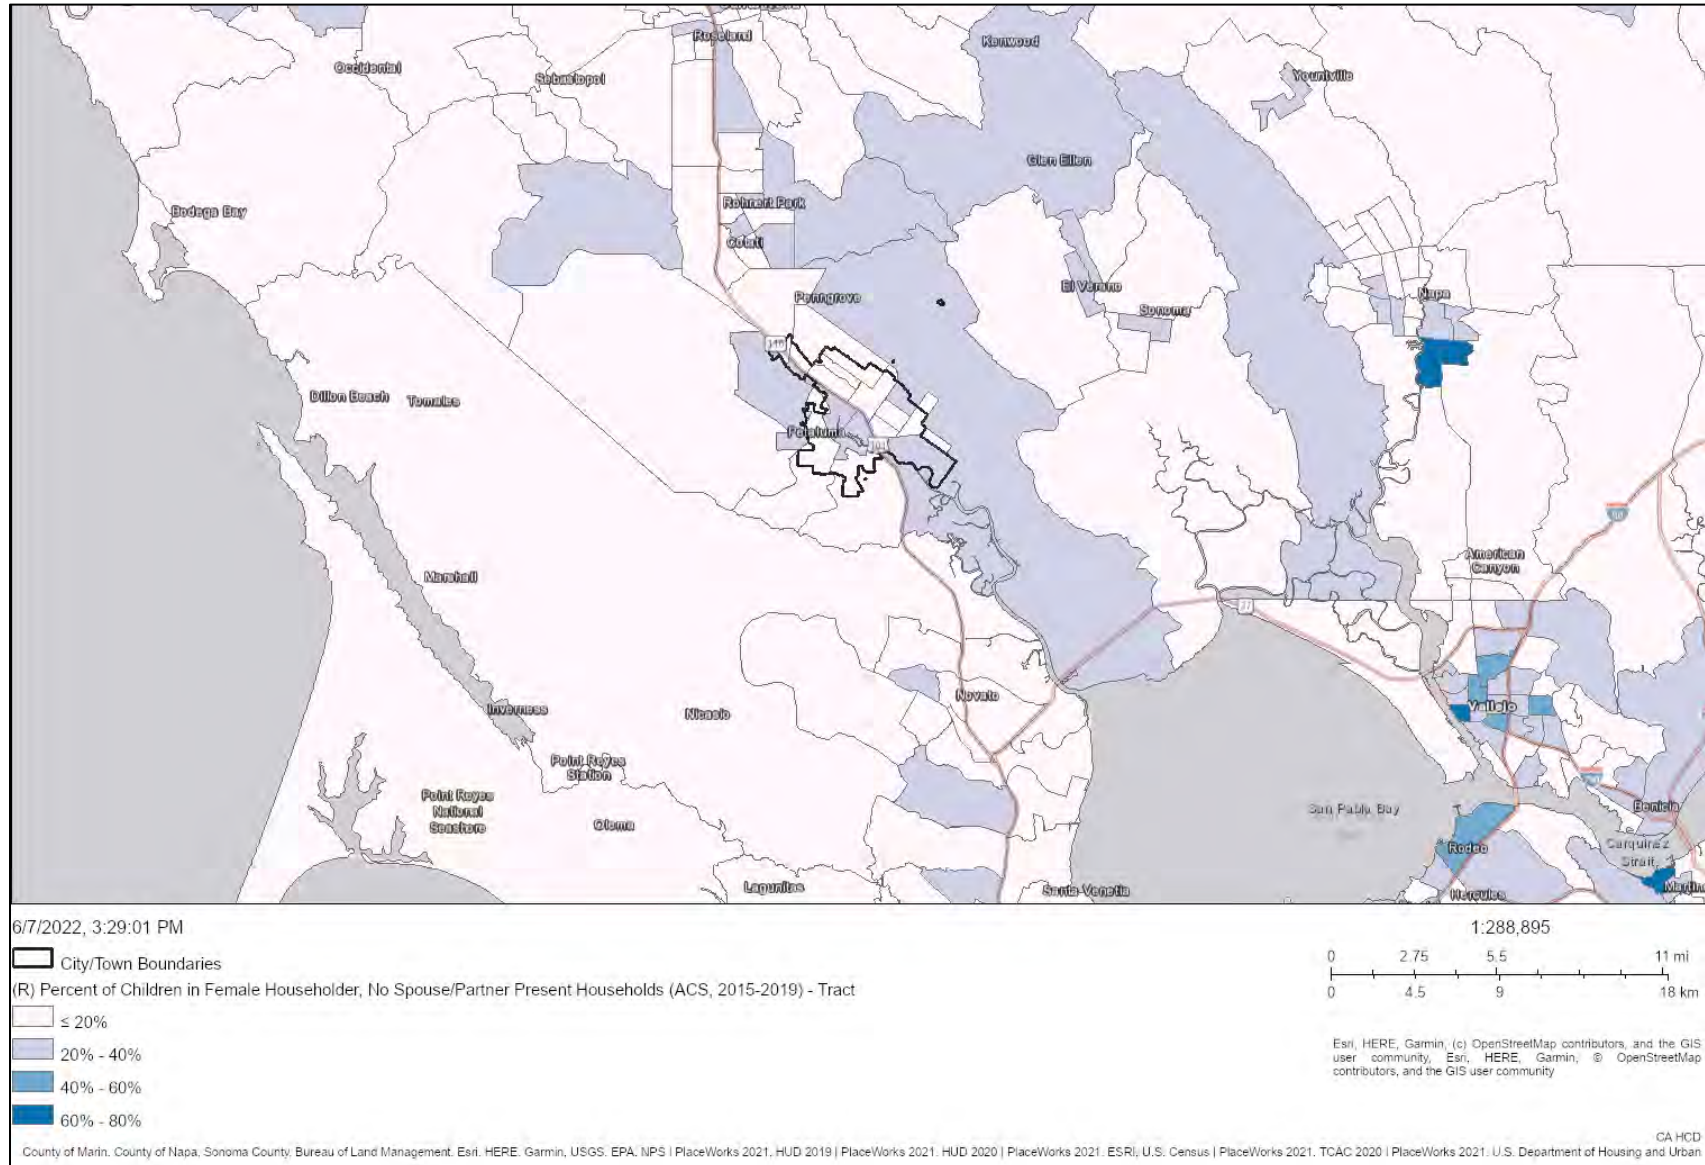 Roseland
Kenwood
Occidental
Sebastopol
Yountville
Glen Ellen
Rohnert Park
Bodega Bay
Cotati
El Verano
Penngrove
Napa
Sonoma
Dillon Beach
Tomales
Petaluma
101
American
Canyon
80
Marshall
37
Novato
Vallejo
Inverness
Nicasio
Point Reyes
Station
Point Reyes
National
Seashore
Olema
San Pablo Bay
Benicia
Rodeo
Carquinez
Strait
Lagunitas
Santa Venetia
Hercules
Martin
6/7/2022, 3:29:01 PM
1:288,895
City/Town Boundaries
0 2.75 5.5 11 mi
0 4.5 9 18 km
(R) Percent of Children in Female Householder, No Spouse/Partner Present Households (ACS, 2015-2019) - Tract
≤ 20%
20% - 40%
40% - 60%
60% - 80%
Esri, HERE, Garmin, (c) OpenStreetMap contributors, and the GIS
user community, Esri, HERE, Garmin, © OpenStreetMap
contributors, and the GIS user community
CA HCD
County of Marin, County of Napa, Sonoma County, Bureau of Land Management, Esri, HERE, Garmin, USGS, EPA, NPS | PlaceWorks 2021, HUD 2019 | PlaceWorks 2021, HUD 2020 | PlaceWorks 2021, ESRI, U.S. Census | PlaceWorks 2021, TCAC 2020 | PlaceWorks 2021, U.S. Department of Housing and Urban